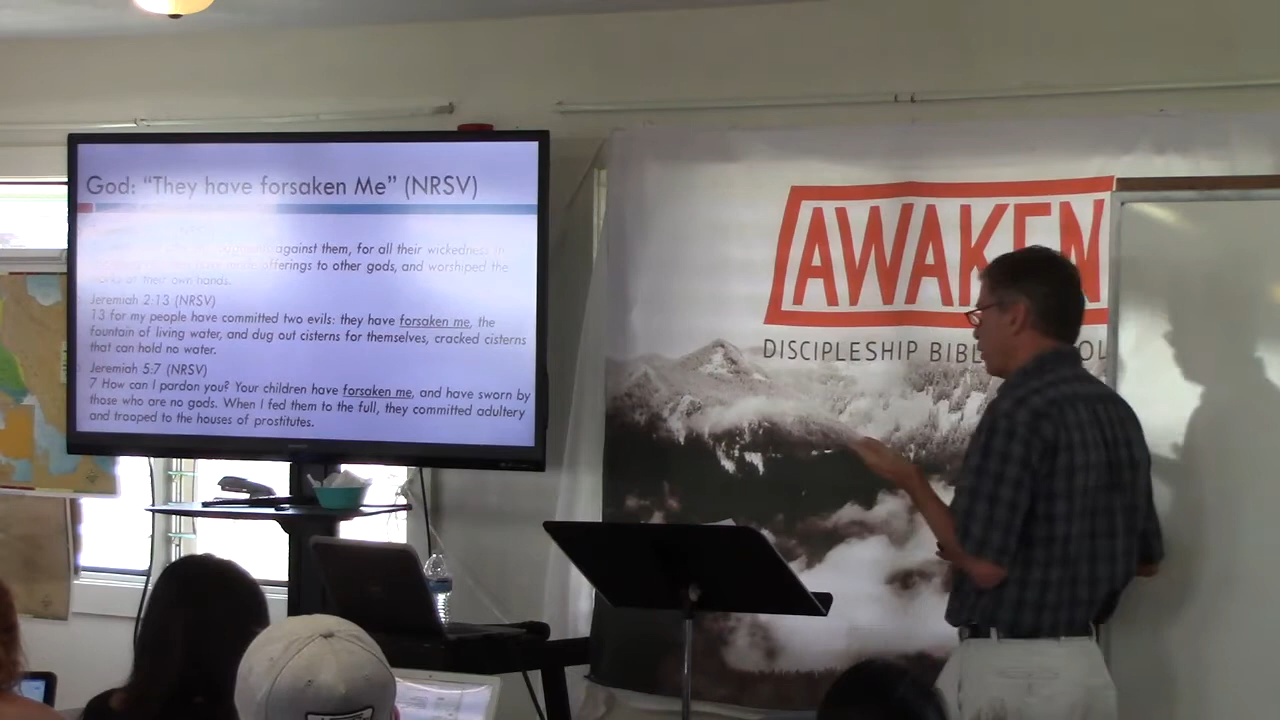 God: “They have forsaken Me” (NRSV)
against them, for all their wickedness in
made offerings to other gods, and worshiped the
works of their own hands.
Jeremiah 2:13 (NRSV)
13 for my people have committed two evils: they have forsaken me, the
fountain of living water, and dug out cisterns for themselves, cracked cisterns
that can hold no water.
Jeremiah 5:7 (NRSV)
7 How can I pardon you? Your children have forsaken me, and have sworn by
those who are no gods. When I fed them to the full, they committed adultery
and trooped to the houses of prostitutes.
AWAKEN
DISCIPLESHIP BIBL OL